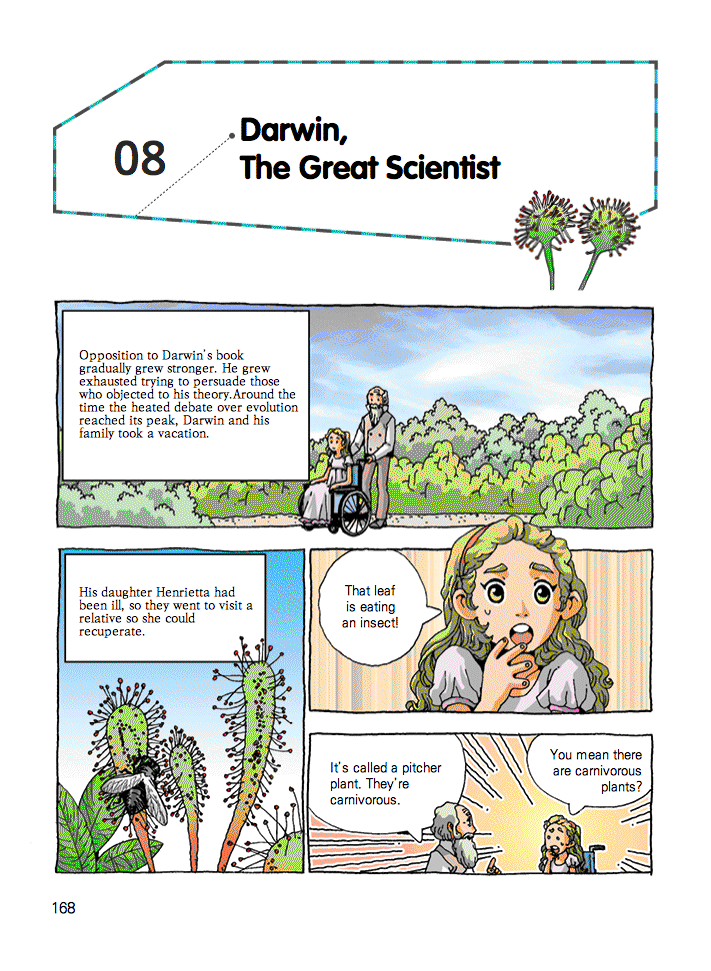 08
Darwin,
The Great Scientist
Opposition to Darwin's book
gradually grew stronger. He grew
exhausted trying to persuade those
who objected to his theory.Around the
time the heated debate over evolution
reached its peak, Darwin and his
family took a vacation.
His daughter Henrietta had
been ill, so they went to visit a
relative so she could
recuperate.
That leaf
is eating
an insect!
It's called a pitcher
plant. They're
carnivorous.
You mean there
are carnivorous
plants?
168